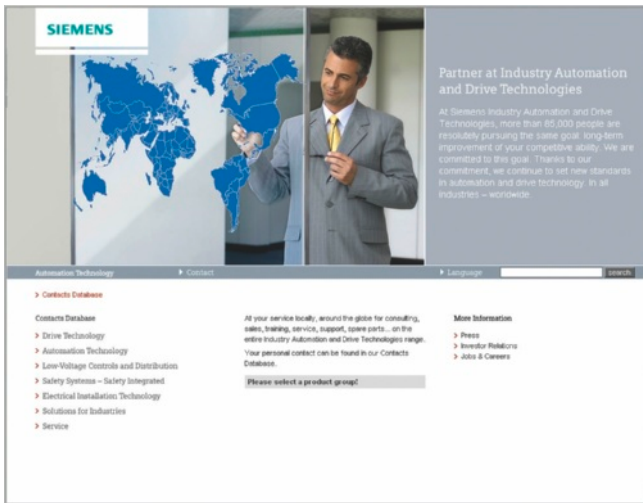 SIEMENS
Partner at Industry Automation
and Drive Technologies
At Siemens Industry Automation and Drive
Technologies, more than 85,000 people are
resolutely pursuing the same goal: long-term
improvement of your competitive ability. We are
committed to this goal. Thanks to our
commitment, we continue to set new standards
in automation and drive technology. In all
industries – worldwide.
Automation Technology
Contact
Language
search
Contacts Database
Contacts Database
Drive Technology
Automation Technology
Low-Voltage Controls and Distribution
Safety Systems – Safety Integrated
Electrical Installation Technology
Solutions for Industries
Service
At your service locally, around the globe for consulting,
sales, training, service, support, spare parts... on the
entire Industry Automation and Drive Technologies range.
Your personal contact can be found in our Contacts
Database.
Please select a product group!
More Information
Press
Investor Relations
Jobs & Careers